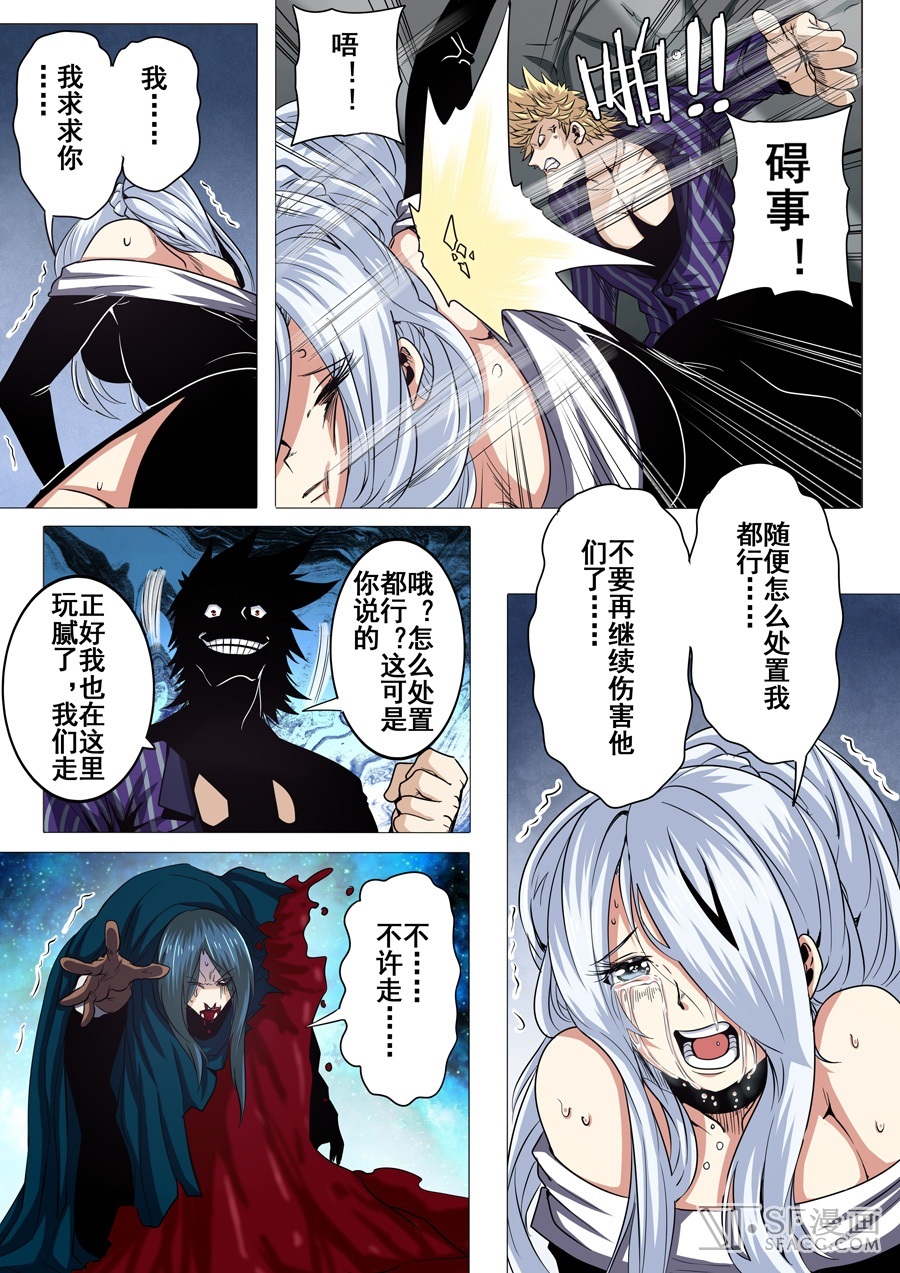 碍事！
啪！！
唔！！
我……
我求求你
……
随便怎么处置我
都行……
不要再继续伤害他
们了……
哦？怎么处置
都行？这可是
你说的
正好我也在这里
玩腻了，我们走
不……
不许走……
SF漫画
SFACG.COM